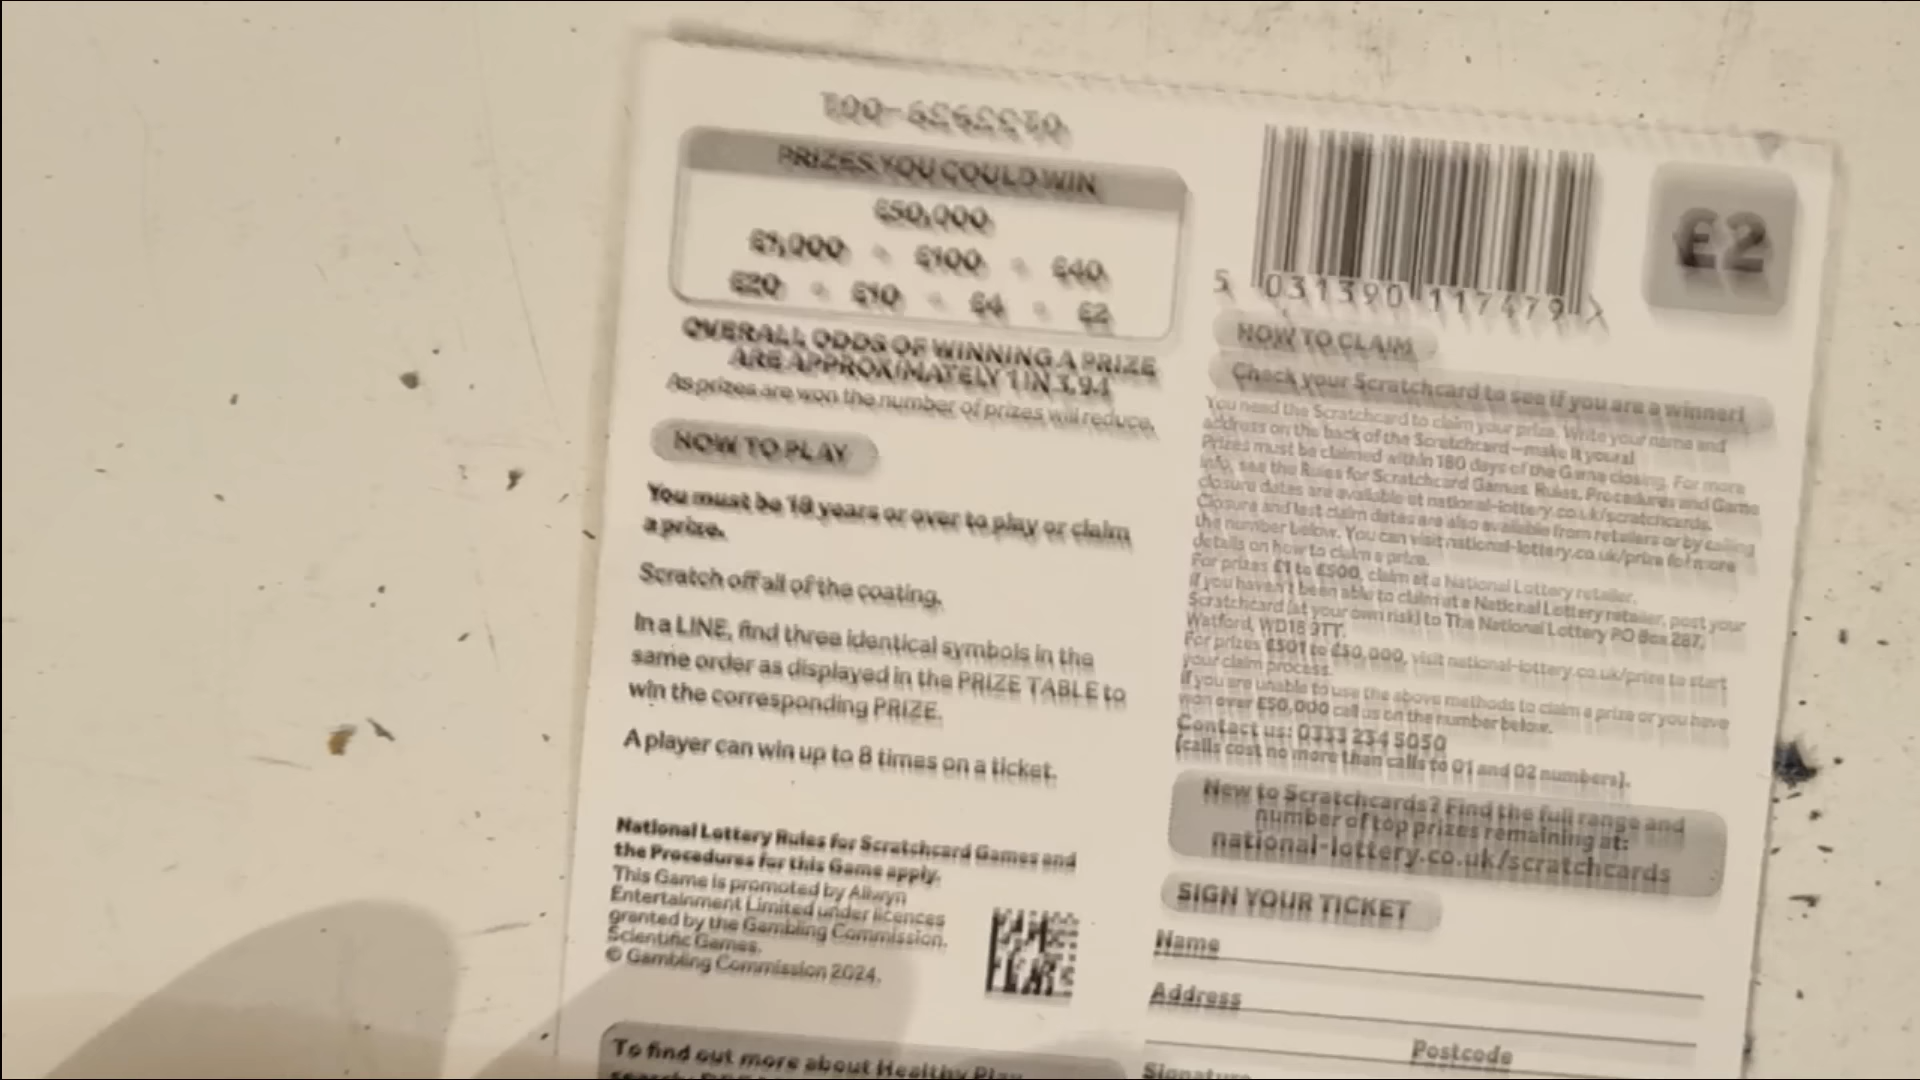 PRIZES YOU COULD WIN
£50,000
£1,000 • £100 • £40
£20 • £10 • £4 • £2
OVERALL ODDS OF WINNING A PRIZE
ARE APPROXIMATELY 1 IN 3.94
As prizes are won the number of prizes will reduce.
HOW TO PLAY
You must be 18 years or over to play or claim
a prize.
Scratch off all of the coating.
In a LINE, find three identical symbols in the
same order as displayed in the PRIZE TABLE to
win the corresponding PRIZE.
A player can win up to 8 times on a ticket.
National Lottery Rules for Scratchcard Games and
the Procedures for this Game apply.
This Game is promoted by Allwyn
Entertainment Limited under licences
granted by the Gambling Commission.
Scientific Games.
© Gambling Commission 2024.
To find out more about Healthy Play
5 031390 117479 >
£2
HOW TO CLAIM
Check your Scratchcard to see if you are a winner!
You need the Scratchcard to claim your prize. Write your name and
address on the back of the Scratchcard – make it yours!
Prizes must be claimed within 180 days of the Game closing. For more
info, see the Rules for Scratchcard Games. Rules, Procedures and Game
closure dates are available at national-lottery.co.uk/scratchcards.
Closure and last claim dates are also available from retailers or by calling
the number below. You can visit national-lottery.co.uk/prize for more
details on how to claim a prize.
For prizes £1 to £500, claim at a National Lottery retailer.
If you haven't been able to claim at a National Lottery retailer, post your
Scratchcard (at your own risk) to The National Lottery PO Box 287,
Watford, WD18 9TT.
For prizes £501 to £50,000, visit national-lottery.co.uk/prize to start
your claim process.
If you are unable to use the above methods to claim a prize or you have
won over £50,000 call us on the number below.
Contact us: 0333 234 5050
(calls cost no more than calls to 01 and 02 numbers).
New to Scratchcards? Find the full range and
number of top prizes remaining at:
national-lottery.co.uk/scratchcards
SIGN YOUR TICKET
Name
Address
Postcode
Signature